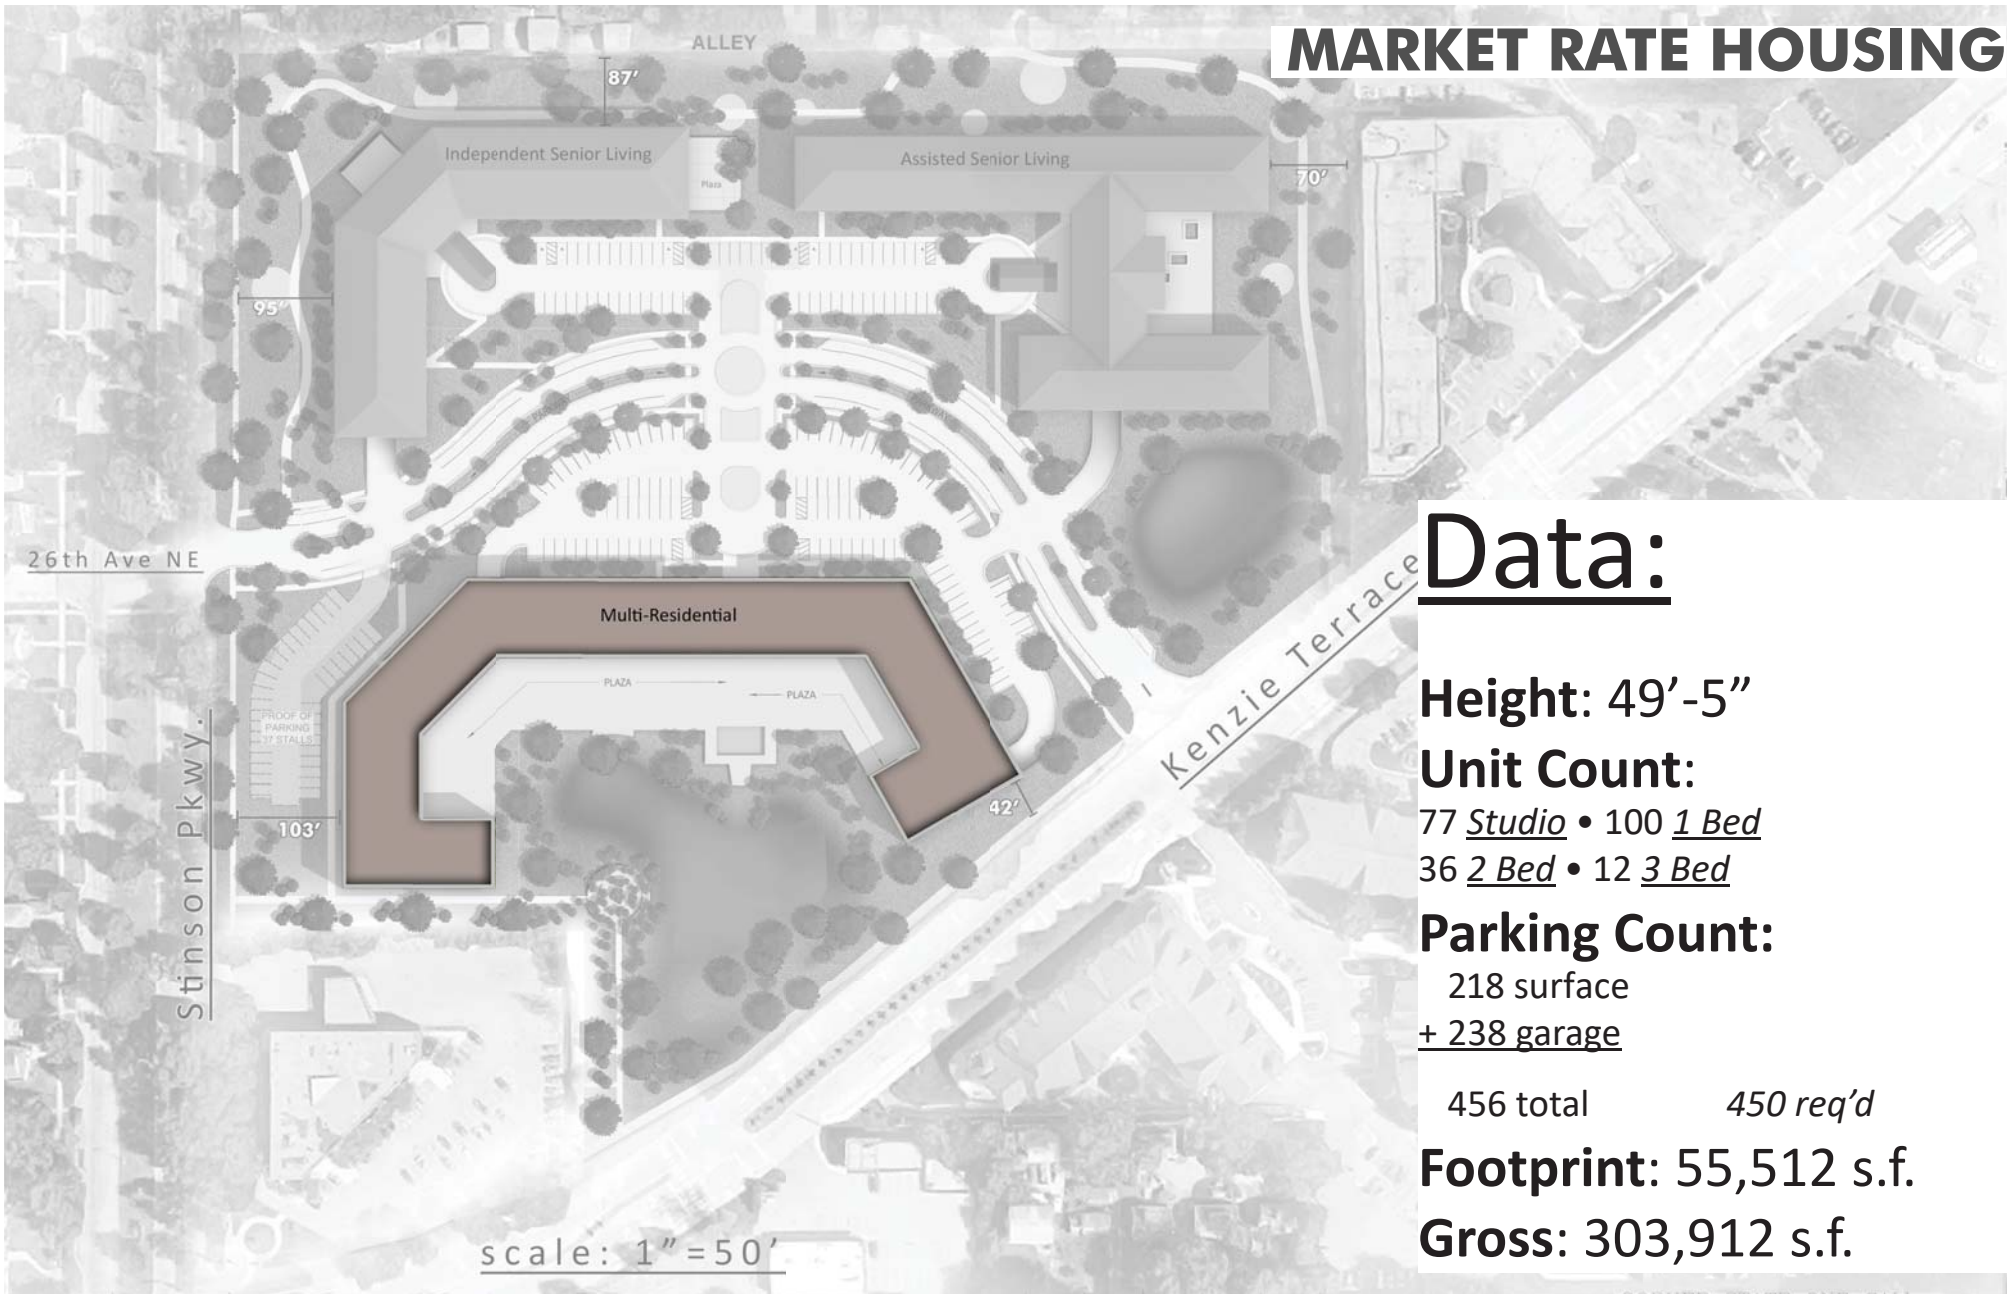 MARKET RATE HOUSING
ALLEY
87’
Independent Senior Living
Plaza
Assisted Senior Living
70’
95’
26th Ave NE
Multi-Residential
PLAZA
PLAZA
PROOF OF
PARKING
37 STALLS
103’
42’
Stinson Pkwy.
Kenzie Terrace
scale: 1”=50’
Data:
Height: 49’-5”
Unit Count:
77 Studio • 100 1 Bed
36 2 Bed • 12 3 Bed
Parking Count:
218 surface
+ 238 garage
456 total 450 req’d
Footprint: 55,512 s.f.
Gross: 303,912 s.f.